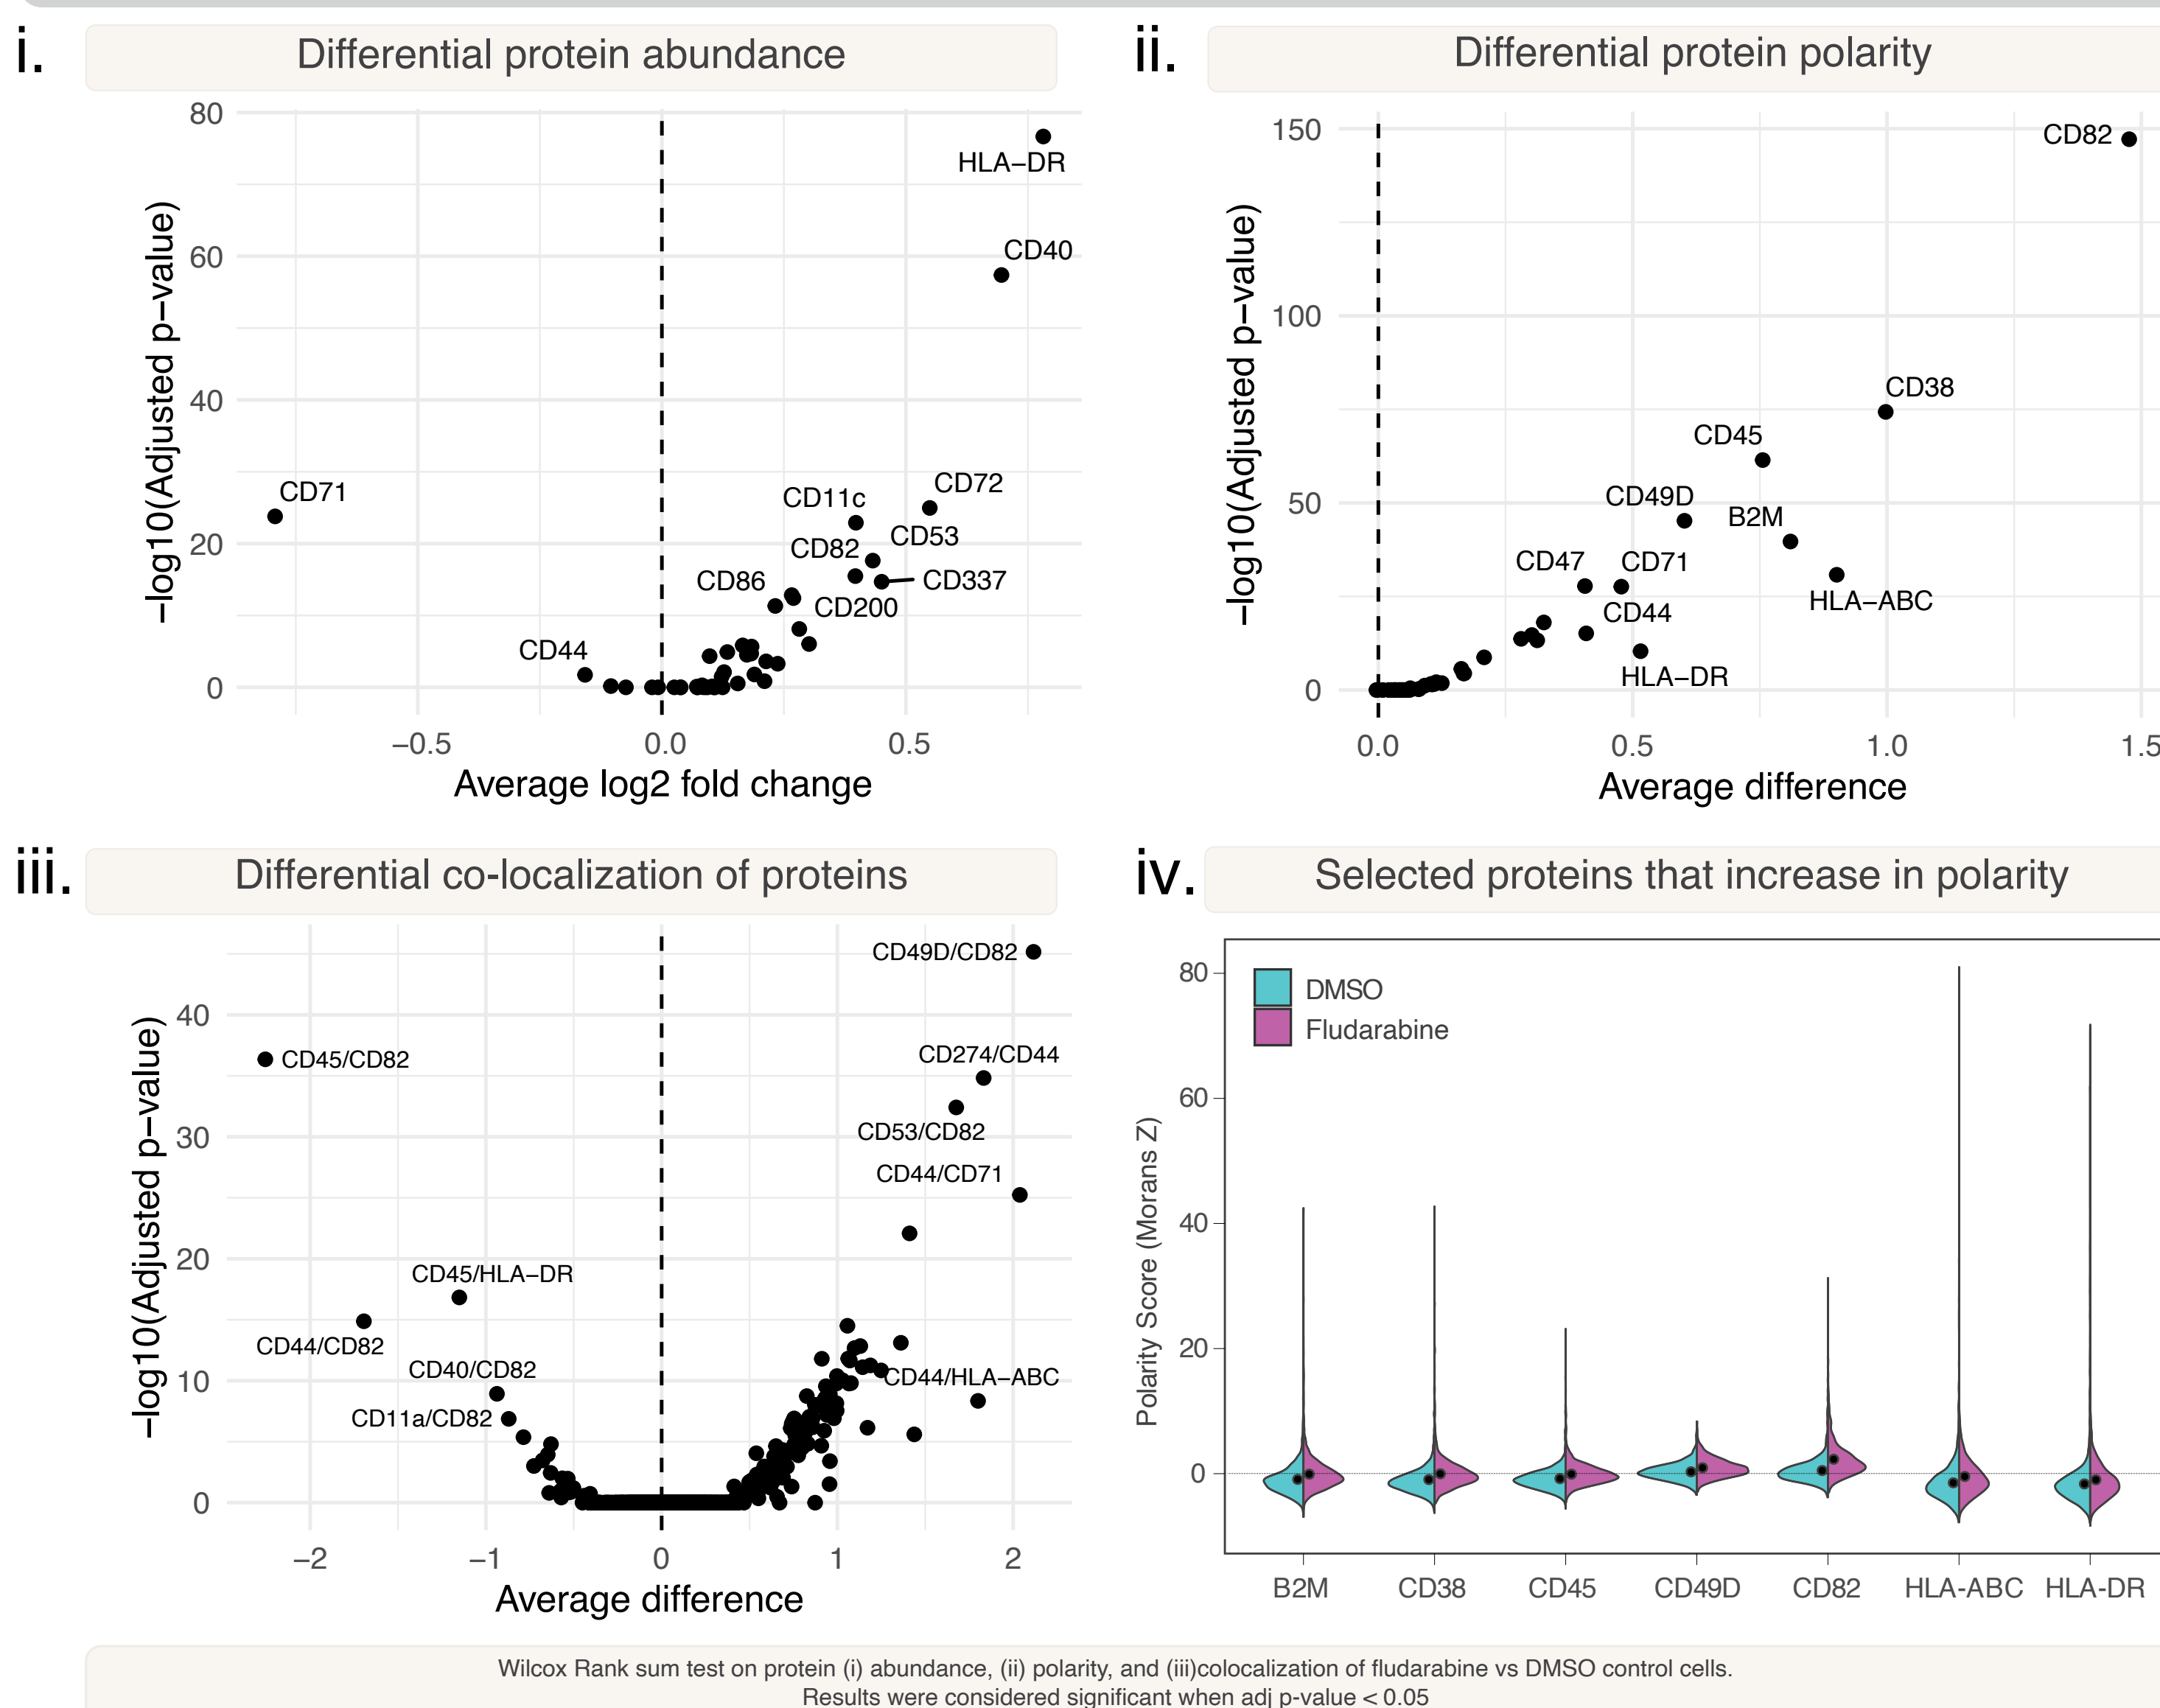 i.
Differential protein abundance
80
60
40
20
0
−log10(Adjusted p−value)
HLA−DR
CD40
CD71
CD72
CD11c
CD53
CD82
CD337
CD86
CD200
CD44
−0.5
0.0
0.5
Average log2 fold change
ii.
Differential protein polarity
150
100
50
0
−log10(Adjusted p−value)
CD82
CD38
CD45
CD49D
B2M
CD47
CD71
HLA−ABC
CD44
HLA−DR
0.0
0.5
1.0
1.5
Average difference
iii.
Differential co-localization of proteins
40
30
20
10
0
−log10(Adjusted p−value)
CD49D/CD82
CD45/CD82
CD274/CD44
CD53/CD82
CD44/CD71
CD45/HLA−DR
CD44/CD82
CD40/CD82
CD44/HLA−ABC
CD11a/CD82
−2
−1
0
1
2
Average difference
iv.
Selected proteins that increase in polarity
80
60
40
20
0
Polarity Score (Morans Z)
DMSO
Fludarabine
B2M
CD38
CD45
CD49D
CD82
HLA-ABC
HLA-DR
Wilcox Rank sum test on protein (i) abundance, (ii) polarity, and (iii)colocalization of fludarabine vs DMSO control cells.
Results were considered significant when adj p-value < 0.05